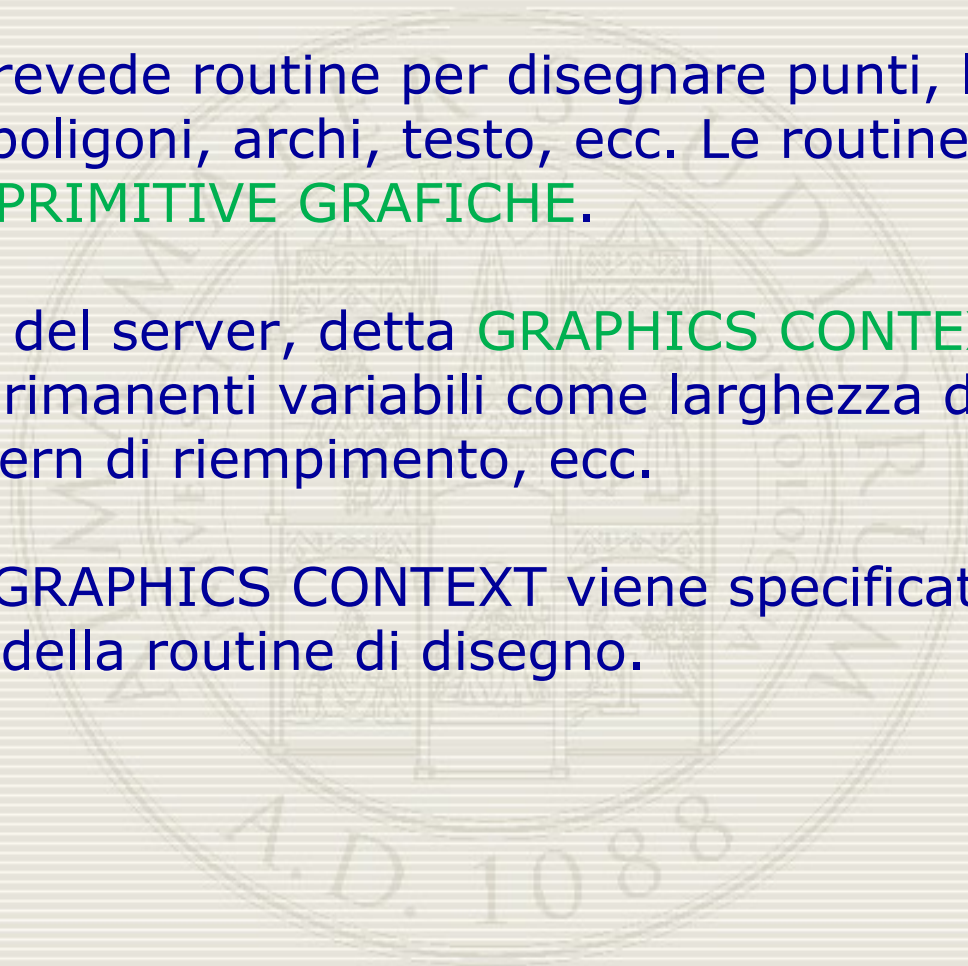 revede routine per disegnare punti, l
poligoni, archi, testo, ecc. Le routine
PRIMITIVE GRAFICHE.
del server, detta GRAPHICS CONTEX
rimanenti variabili come larghezza d
ern di riempimento, ecc.
GRAPHICS CONTEXT viene specificat
della routine di disegno.
A.D. 1088